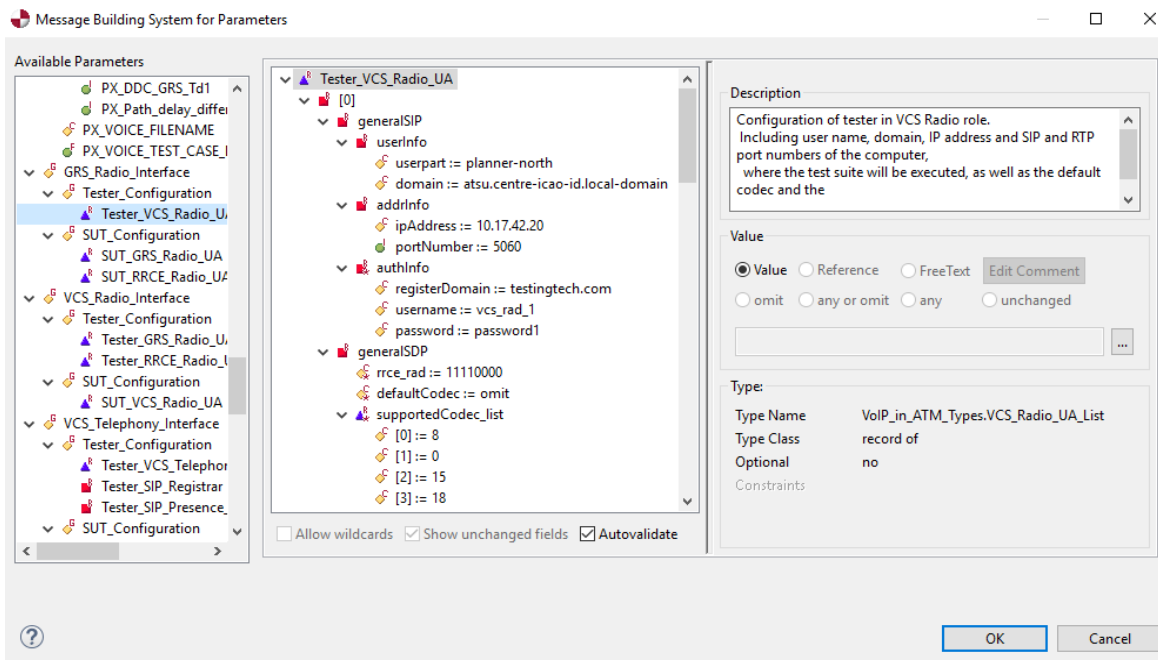 Message Building System for Parameters
Available Parameters
PX_DDC_GRS_Td1
PX_Path_delay_differ
PX_VOICE_FILENAME
PX_VOICE_TEST_CASE_
GRS_Radio_Interface
Tester_Configuration
Tester_VCS_Radio_U
SUT_Configuration
SUT_GRS_Radio_UA
SUT_RRCE_Radio_UA
VCS_Radio_Interface
Tester_Configuration
Tester_GRS_Radio_U
Tester_RRCE_Radio_
SUT_Configuration
SUT_VCS_Radio_UA
VCS_Telephony_Interface
Tester_Configuration
Tester_VCS_Telephor
Tester_SIP_Registrar
Tester_SIP_Presence_
SUT_Configuration
Tester_VCS_Radio_UA
[0]
generalSIP
userInfo
userpart := planner-north
domain := atsu.centre-icao-id.local-domain
addrInfo
ipAddress := 10.17.42.20
portNumber := 5060
authInfo
registerDomain := testingtech.com
username := vcs_rad_1
password := password1
generalSDP
rrce_rad := 11110000
defaultCodec := omit
supportedCodec_list
[0] := 8
[1] := 0
[2] := 15
[3] := 18
Allow wildcards Show unchanged fields Autovalidate
Description
Configuration of tester in VCS Radio role.
Including user name, domain, IP address and SIP and RTP
port numbers of the computer,
where the test suite will be executed, as well as the default
codec and the
Value
Value Reference FreeText Edit Comment
omit any or omit any unchanged
...
Type:
Type Name VoIP_in_ATM_Types.VCS_Radio_UA_List
Type Class record of
Optional no
Constraints
?
OK Cancel